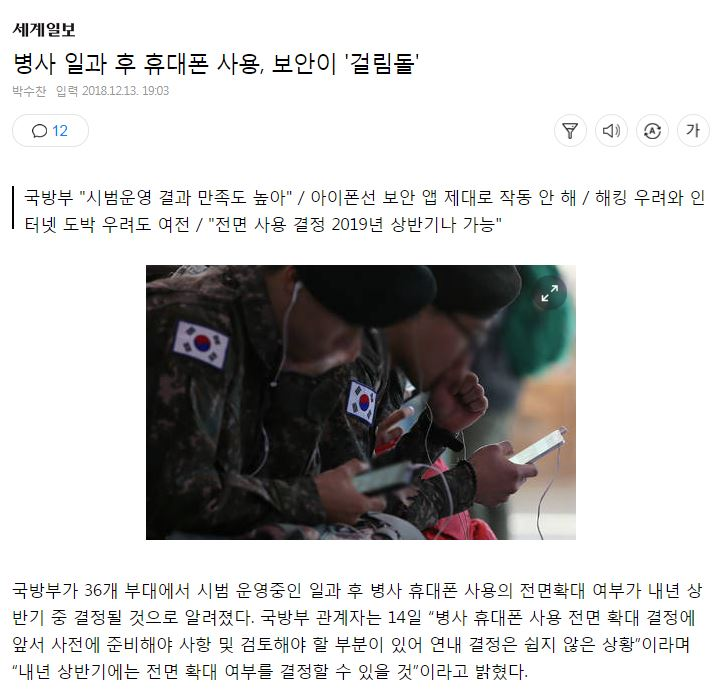 세계일보
병사 일과 후 휴대폰 사용, 보안이 '걸림돌'
박수찬 입력 2018.12.13. 19:03
12
가
국방부 "시범운영 결과 만족도 높아" / 아이폰선 보안 앱 제대로 작동 안 해 / 해킹 우려와 인
터넷 도박 우려도 여전 / "전면 사용 결정 2019년 상반기나 가능"
국방부가 36개 부대에서 시범 운영중인 일과 후 병사 휴대폰 사용의 전면확대 여부가 내년 상
반기 중 결정될 것으로 알려졌다. 국방부 관계자는 14일 “병사 휴대폰 사용 전면 확대 결정에
앞서 사전에 준비해야 사항 및 검토해야 할 부분이 있어 연내 결정은 쉽지 않은 상황”이라며
“내년 상반기에는 전면 확대 여부를 결정할 수 있을 것”이라고 밝혔다.